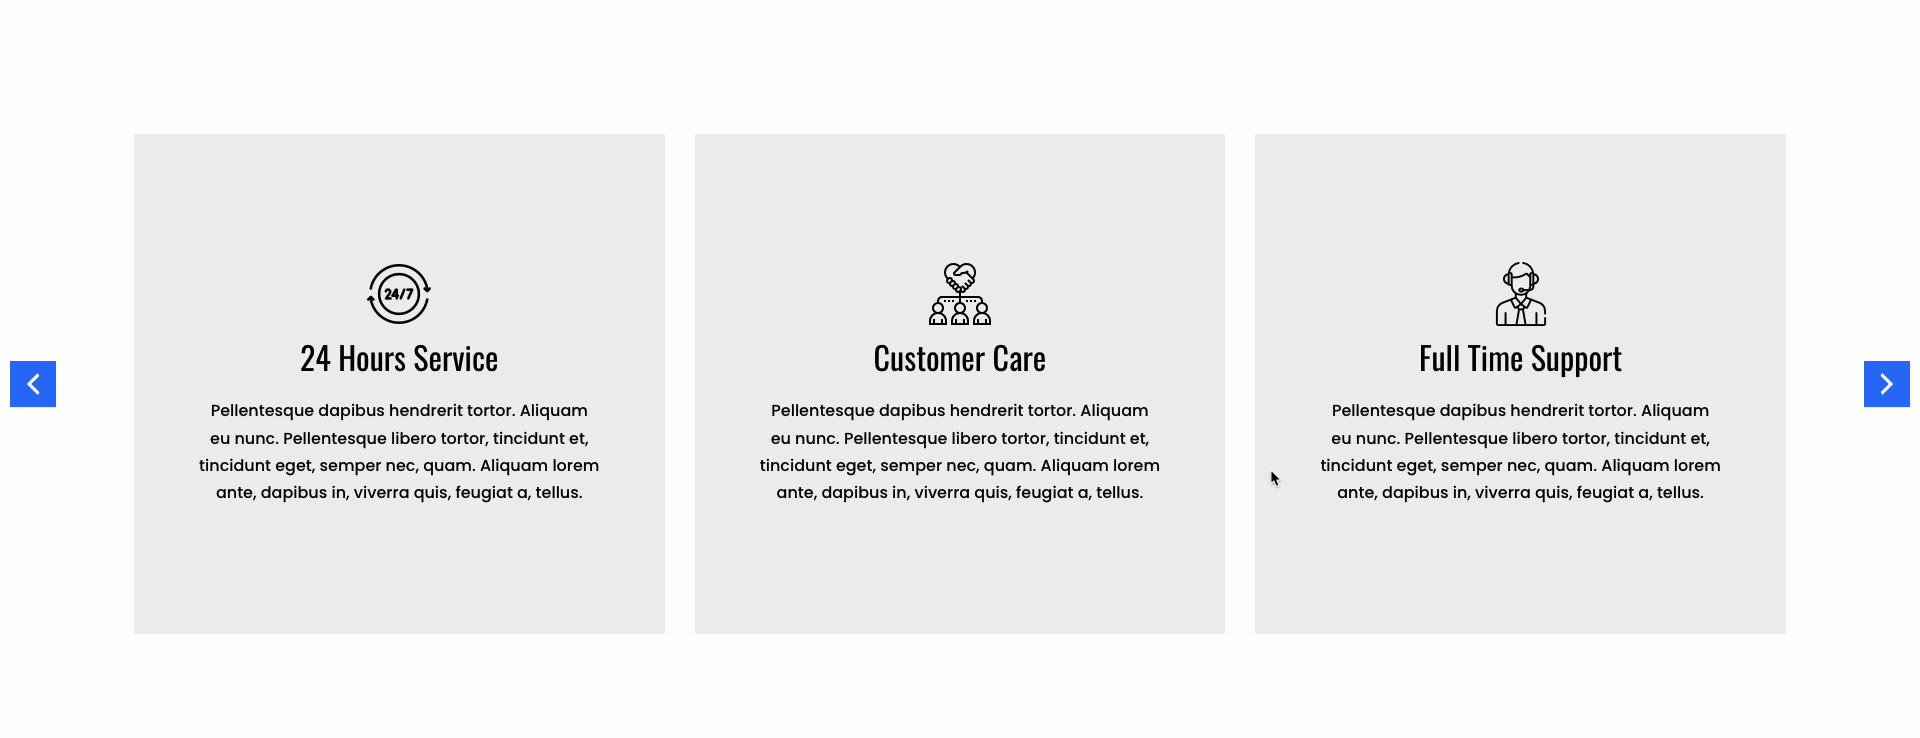 24/7
24 Hours Service
Pellentesque dapibus hendrerit tortor. Aliquam
eu nunc. Pellentesque libero tortor, tincidunt et,
tincidunt eget, semper nec, quam. Aliquam lorem
ante, dapibus in, viverra quis, feugiat a, tellus.
Customer Care
Pellentesque dapibus hendrerit tortor. Aliquam
eu nunc. Pellentesque libero tortor, tincidunt et,
tincidunt eget, semper nec, quam. Aliquam lorem
ante, dapibus in, viverra quis, feugiat a, tellus.
Full Time Support
Pellentesque dapibus hendrerit tortor. Aliquam
eu nunc. Pellentesque libero tortor, tincidunt et,
tincidunt eget, semper nec, quam. Aliquam lorem
ante, dapibus in, viverra quis, feugiat a, tellus.